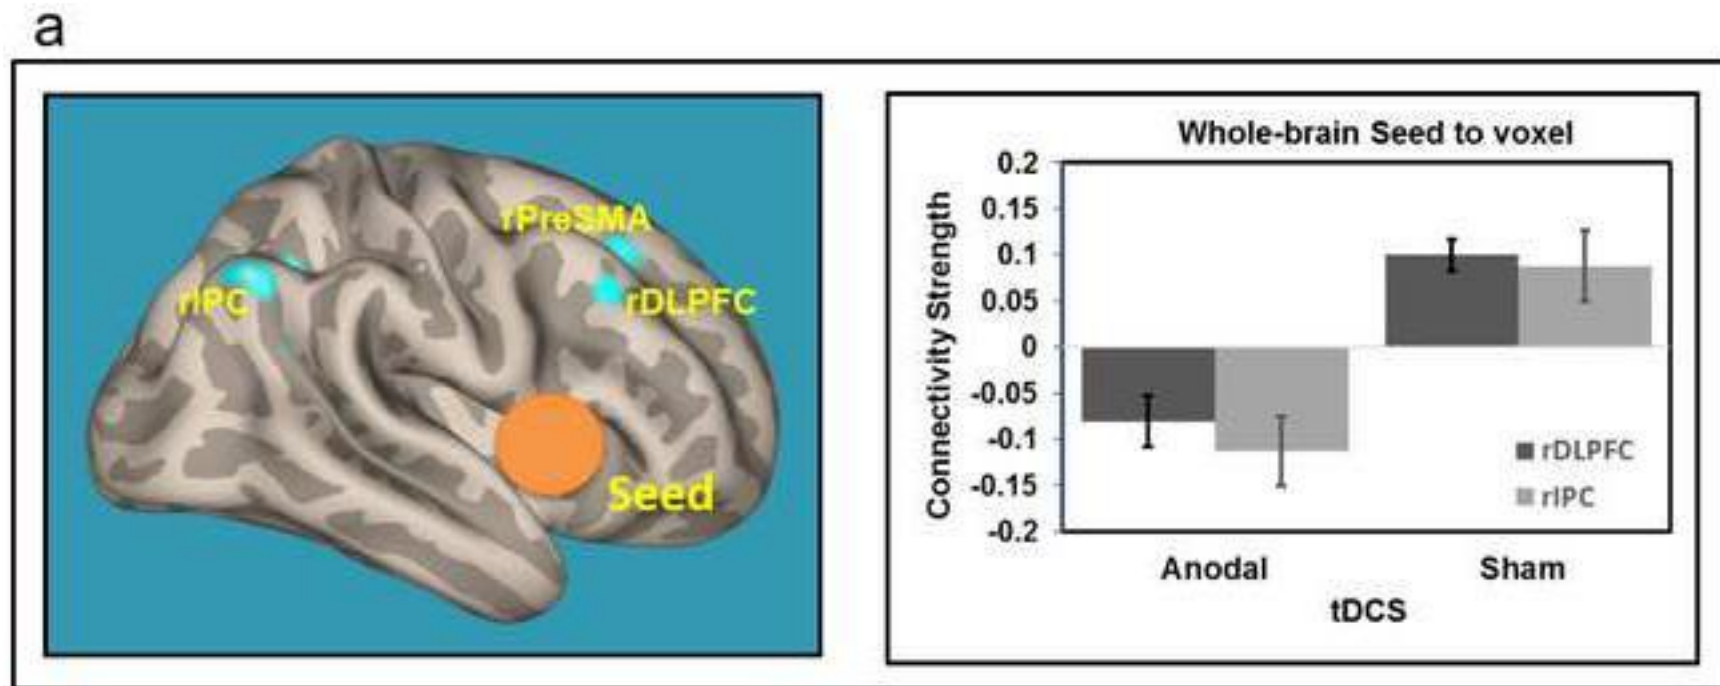 a
rPreSMA
rIPC
rDLPFC
Seed
Whole-brain Seed to voxel
Connectivity Strength
0.2
0.15
0.1
0.05
0
-0.05
-0.1
-0.15
-0.2
rDLPFC
rIPC
Anodal Sham
tDCS